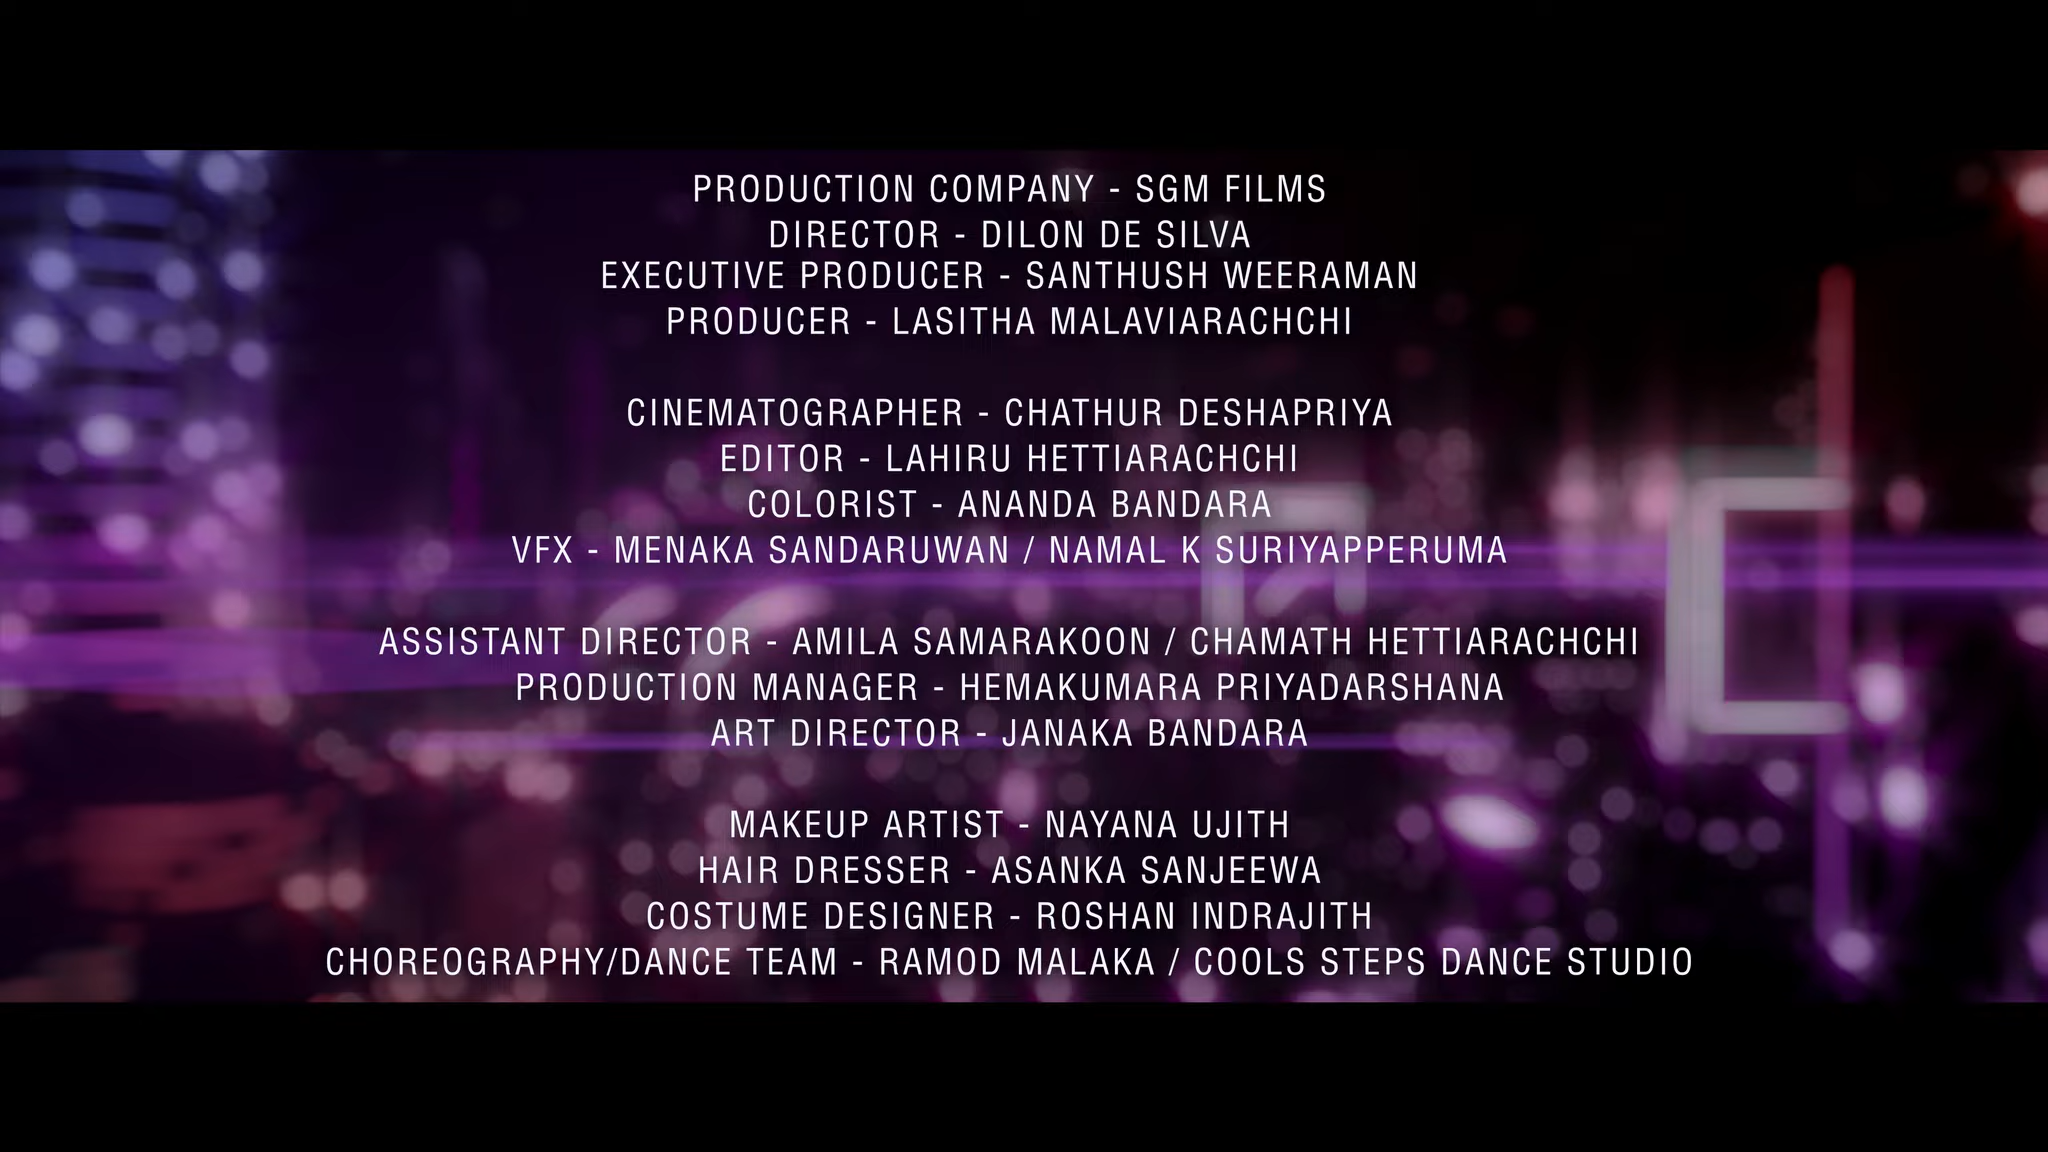 PRODUCTION COMPANY - SGM FILMS
DIRECTOR - DILON DE SILVA
EXECUTIVE PRODUCER - SANTHUSH WEERAMAN
PRODUCER - LASITHA MALAVIARACHCHI
CINEMATOGRAPHER - CHATHUR DESHAPRIYA
EDITOR - LAHIRU HETTIARACHCHI
COLORIST - ANANDA BANDARA
VFX - MENAKA SANDARUWAN / NAMAL K SURIYAPPERUMA
ASSISTANT DIRECTOR - AMILA SAMARAKOON / CHAMATH HETTIARACHCHI
PRODUCTION MANAGER - HEMAKUMARA PRIYADARSHANA
ART DIRECTOR - JANAKA BANDARA
MAKEUP ARTIST - NAYANA UJITH
HAIR DRESSER - ASANKA SANJEEWA
COSTUME DESIGNER - ROSHAN INDRAJITH
CHOREOGRAPHY/DANCE TEAM - RAMOD MALAKA / COOLS STEPS DANCE STUDIO